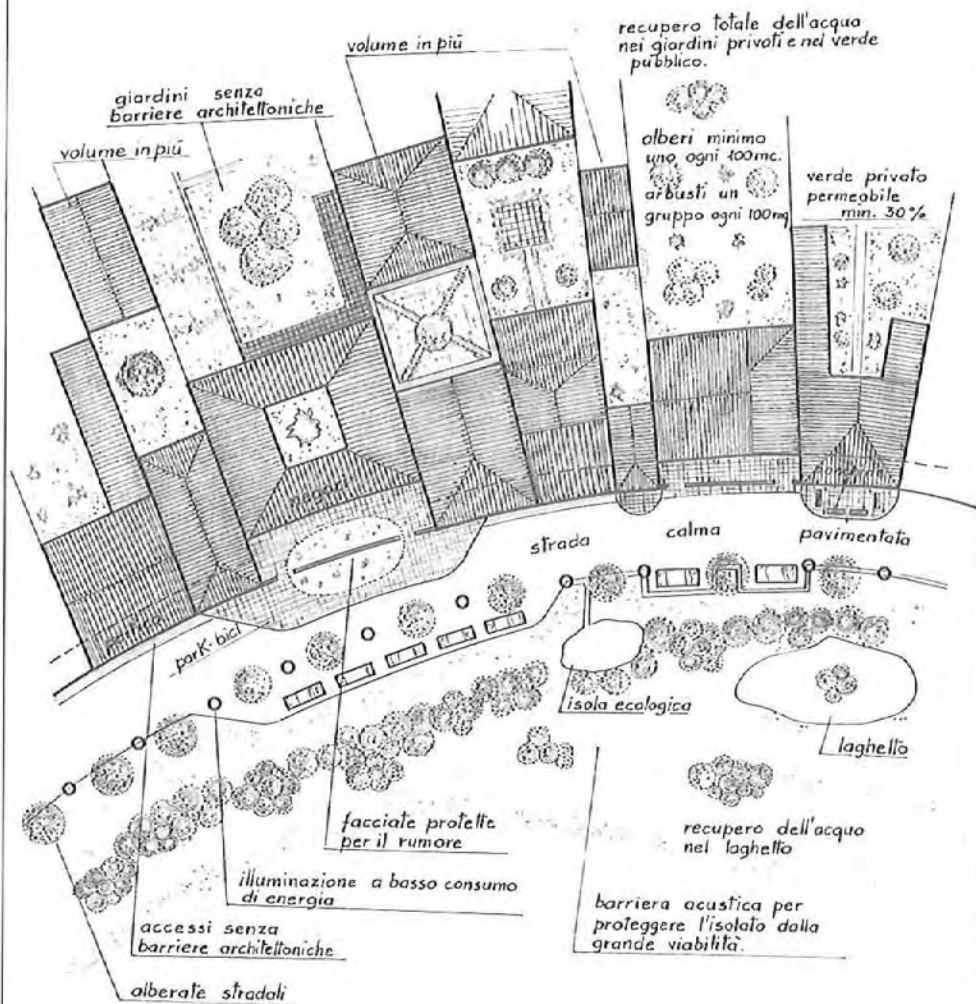 recupero totale dell'acqua
nei giardini privati e nel verde
pubblico.
volume in più
giardini senza
barriere architettoniche
volume in più
alberi minimo
uno ogni 100mc.
arbusti un
gruppo ogni 100mq
verde privato
permeabile
min. 30%
negozi
strada calma pavimentata
park-bici
isola ecologica
laghetto
facciate protette
per il rumore
recupero dell'acqua
nel laghetto
illuminazione a basso consumo
di energia
barriera acustica per
proteggere l'isolato dalla
grande viabilità.
accessi senza
barriere architettoniche
alberate stradali